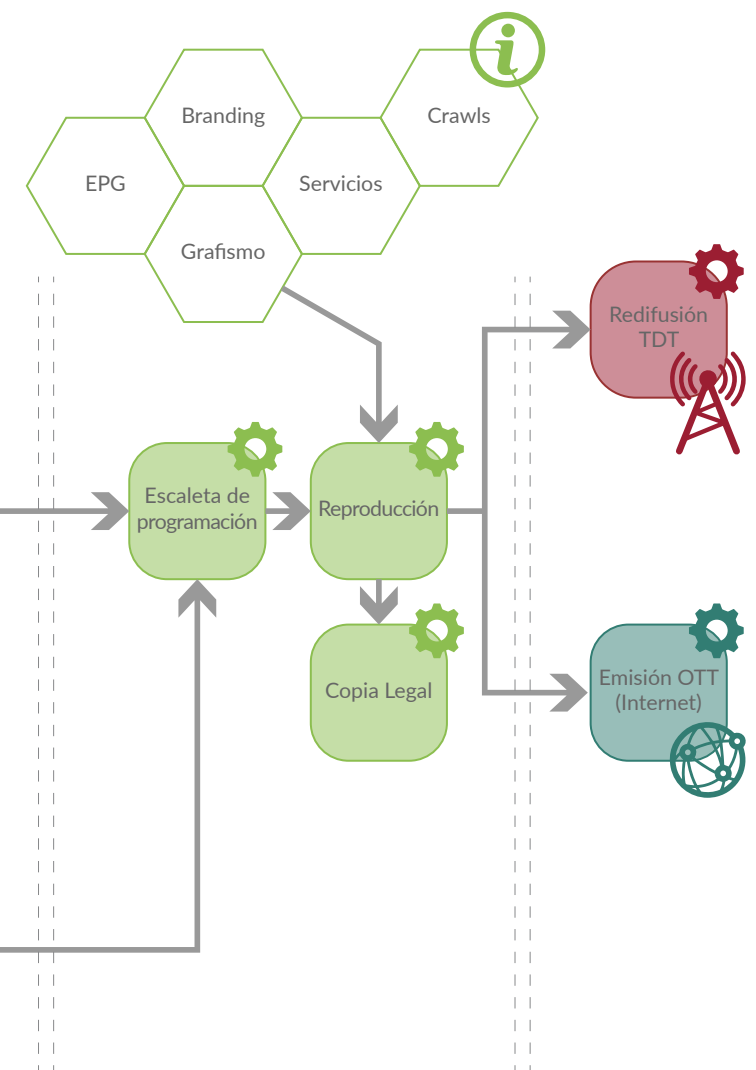 Branding
Crawls
EPG
Servicios
Grafismo
Redifusión
TDT
Escaleta de
programación
Reproducción
Copia Legal
Emisión OTT
(Internet)